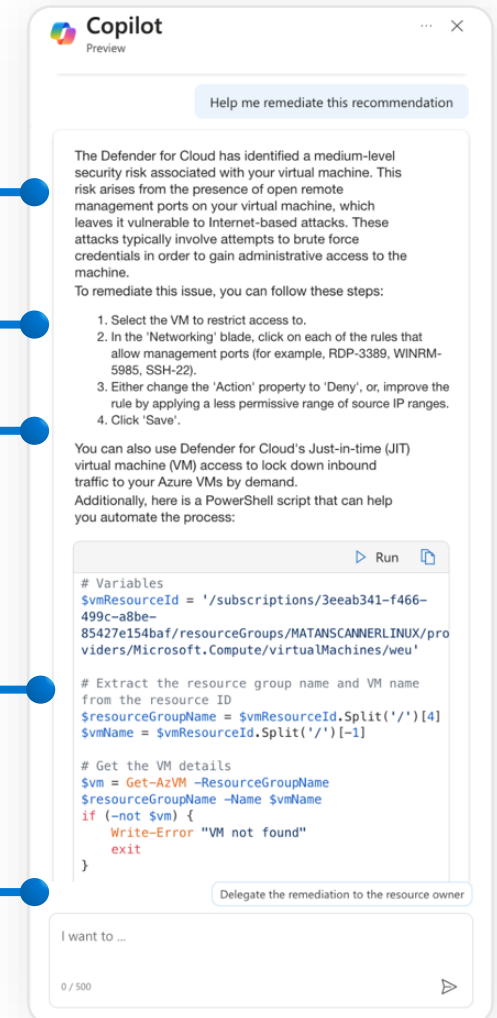 Copilot
Preview
Help me remediate this recommendation
The Defender for Cloud has identified a medium-level
security risk associated with your virtual machine. This
risk arises from the presence of open remote
management ports on your virtual machine, which
leaves it vulnerable to Internet-based attacks. These
attacks typically involve attempts to brute force
credentials in order to gain administrative access to the
machine.
To remediate this issue, you can follow these steps:
1. Select the VM to restrict access to.
2. In the 'Networking' blade, click on each of the rules that
allow management ports (for example, RDP-3389, WINRM-
5985, SSH-22).
3. Either change the 'Action' property to 'Deny', or, improve the
rule by applying a less permissive range of source IP ranges.
4. Click 'Save'.
You can also use Defender for Cloud's Just-in-time (JIT)
virtual machine (VM) access to lock down inbound
traffic to your Azure VMs by demand.
Additionally, here is a PowerShell script that can help
you automate the process:
Run
# Variables
$vmResourceId = '/subscriptions/3eeab341-f466-
499c-a8be-
85427e154baf/resourceGroups/MATANSCANNERLINUX/pro
viders/Microsoft.Compute/virtualMachines/weu'
# Extract the resource group name and VM name
from the resource ID
$resourceGroupName = $vmResourceId.Split('/')[4]
$vmName = $vmResourceId.Split('/')[-1]
# Get the VM details
$vm = Get-AzVM -ResourceGroupName
$resourceGroupName -Name $vmName
if (-not $vm) {
Write-Error "VM not found"
exit
}
Delegate the remediation to the resource owner
I want to ...
0 / 500